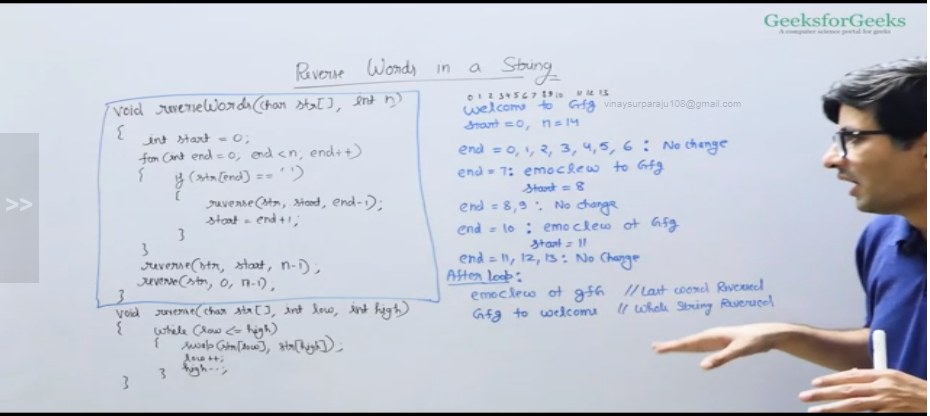 GeeksforGeeks
A computer science portal for geeks
Reverse Words in a String
void reverseWords(char str[], int n)
{
int start = 0;
for(int end = 0, end < n, end++)
{ if (str[end] == ' ')
{
reverse(str, start, end-1);
start = end+1;
}
}
reverse(str, start, n-1);
reverse(str, 0, n-1);
}
void reverse(char str[], int low, int high)
{ while (low <= high)
{ swap(str[low], str[high]);
low++;
high--;
}
}
0 1 2 3 4 5 6 7 8 9 10 11 12 13
welcome to Gfg
vinaysurparaju108@gmail.com
start = 0, n = 14
end = 0, 1, 2, 3, 4, 5, 6 : No change
end = 7: emoclew to Gfg
start = 8
end = 8, 9 : No change
end = 10 : emoclew ot Gfg
start = 11
end = 11, 12, 13 : No Change
After loop :
emoclew ot gfG // Last word Reversed
Gfg to welcome // Whole String Reversed
>>